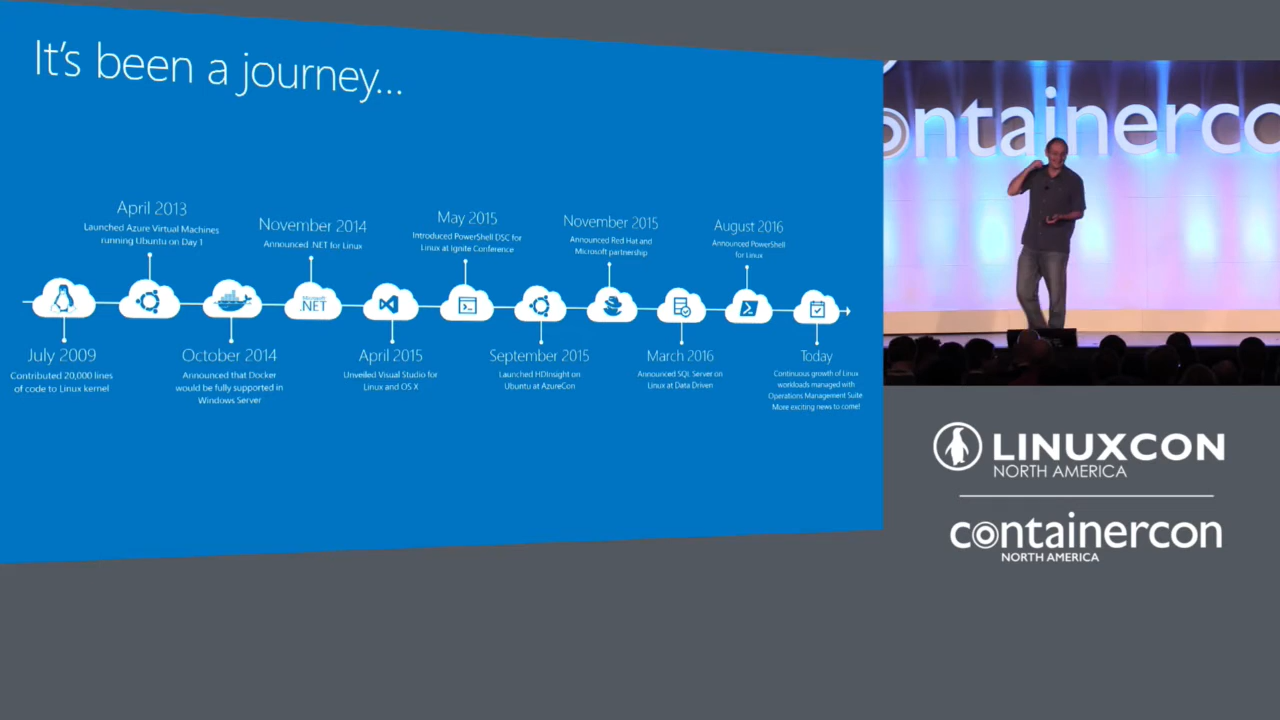 It's been a journey...
April 2013
Launched Azure Virtual Machines
running Ubuntu on Day 1
November 2014
Announced .NET for Linux
May 2015
Introduced PowerShell DSC for
Linux at Ignite Conference
November 2015
Announced Red Hat and
Microsoft partnership
August 2016
Announced PowerShell
for Linux
Microsoft
.NET
July 2009
Contributed 20,000 lines
of code to Linux kernel
October 2014
Announced that Docker
would be fully supported in
Windows Server
April 2015
Unveiled Visual Studio for
Linux and OS X
September 2015
Launched HDInsight on
Ubuntu at AzureCon
March 2016
Announced SQL Server on
Linux at Data Driven
Today
Continuous growth of Linux
workloads managed with
Operations Management Suite
More exciting news to come!
ontainerco
LINUXCON
NORTH AMERICA
containercon
NORTH AMERICA